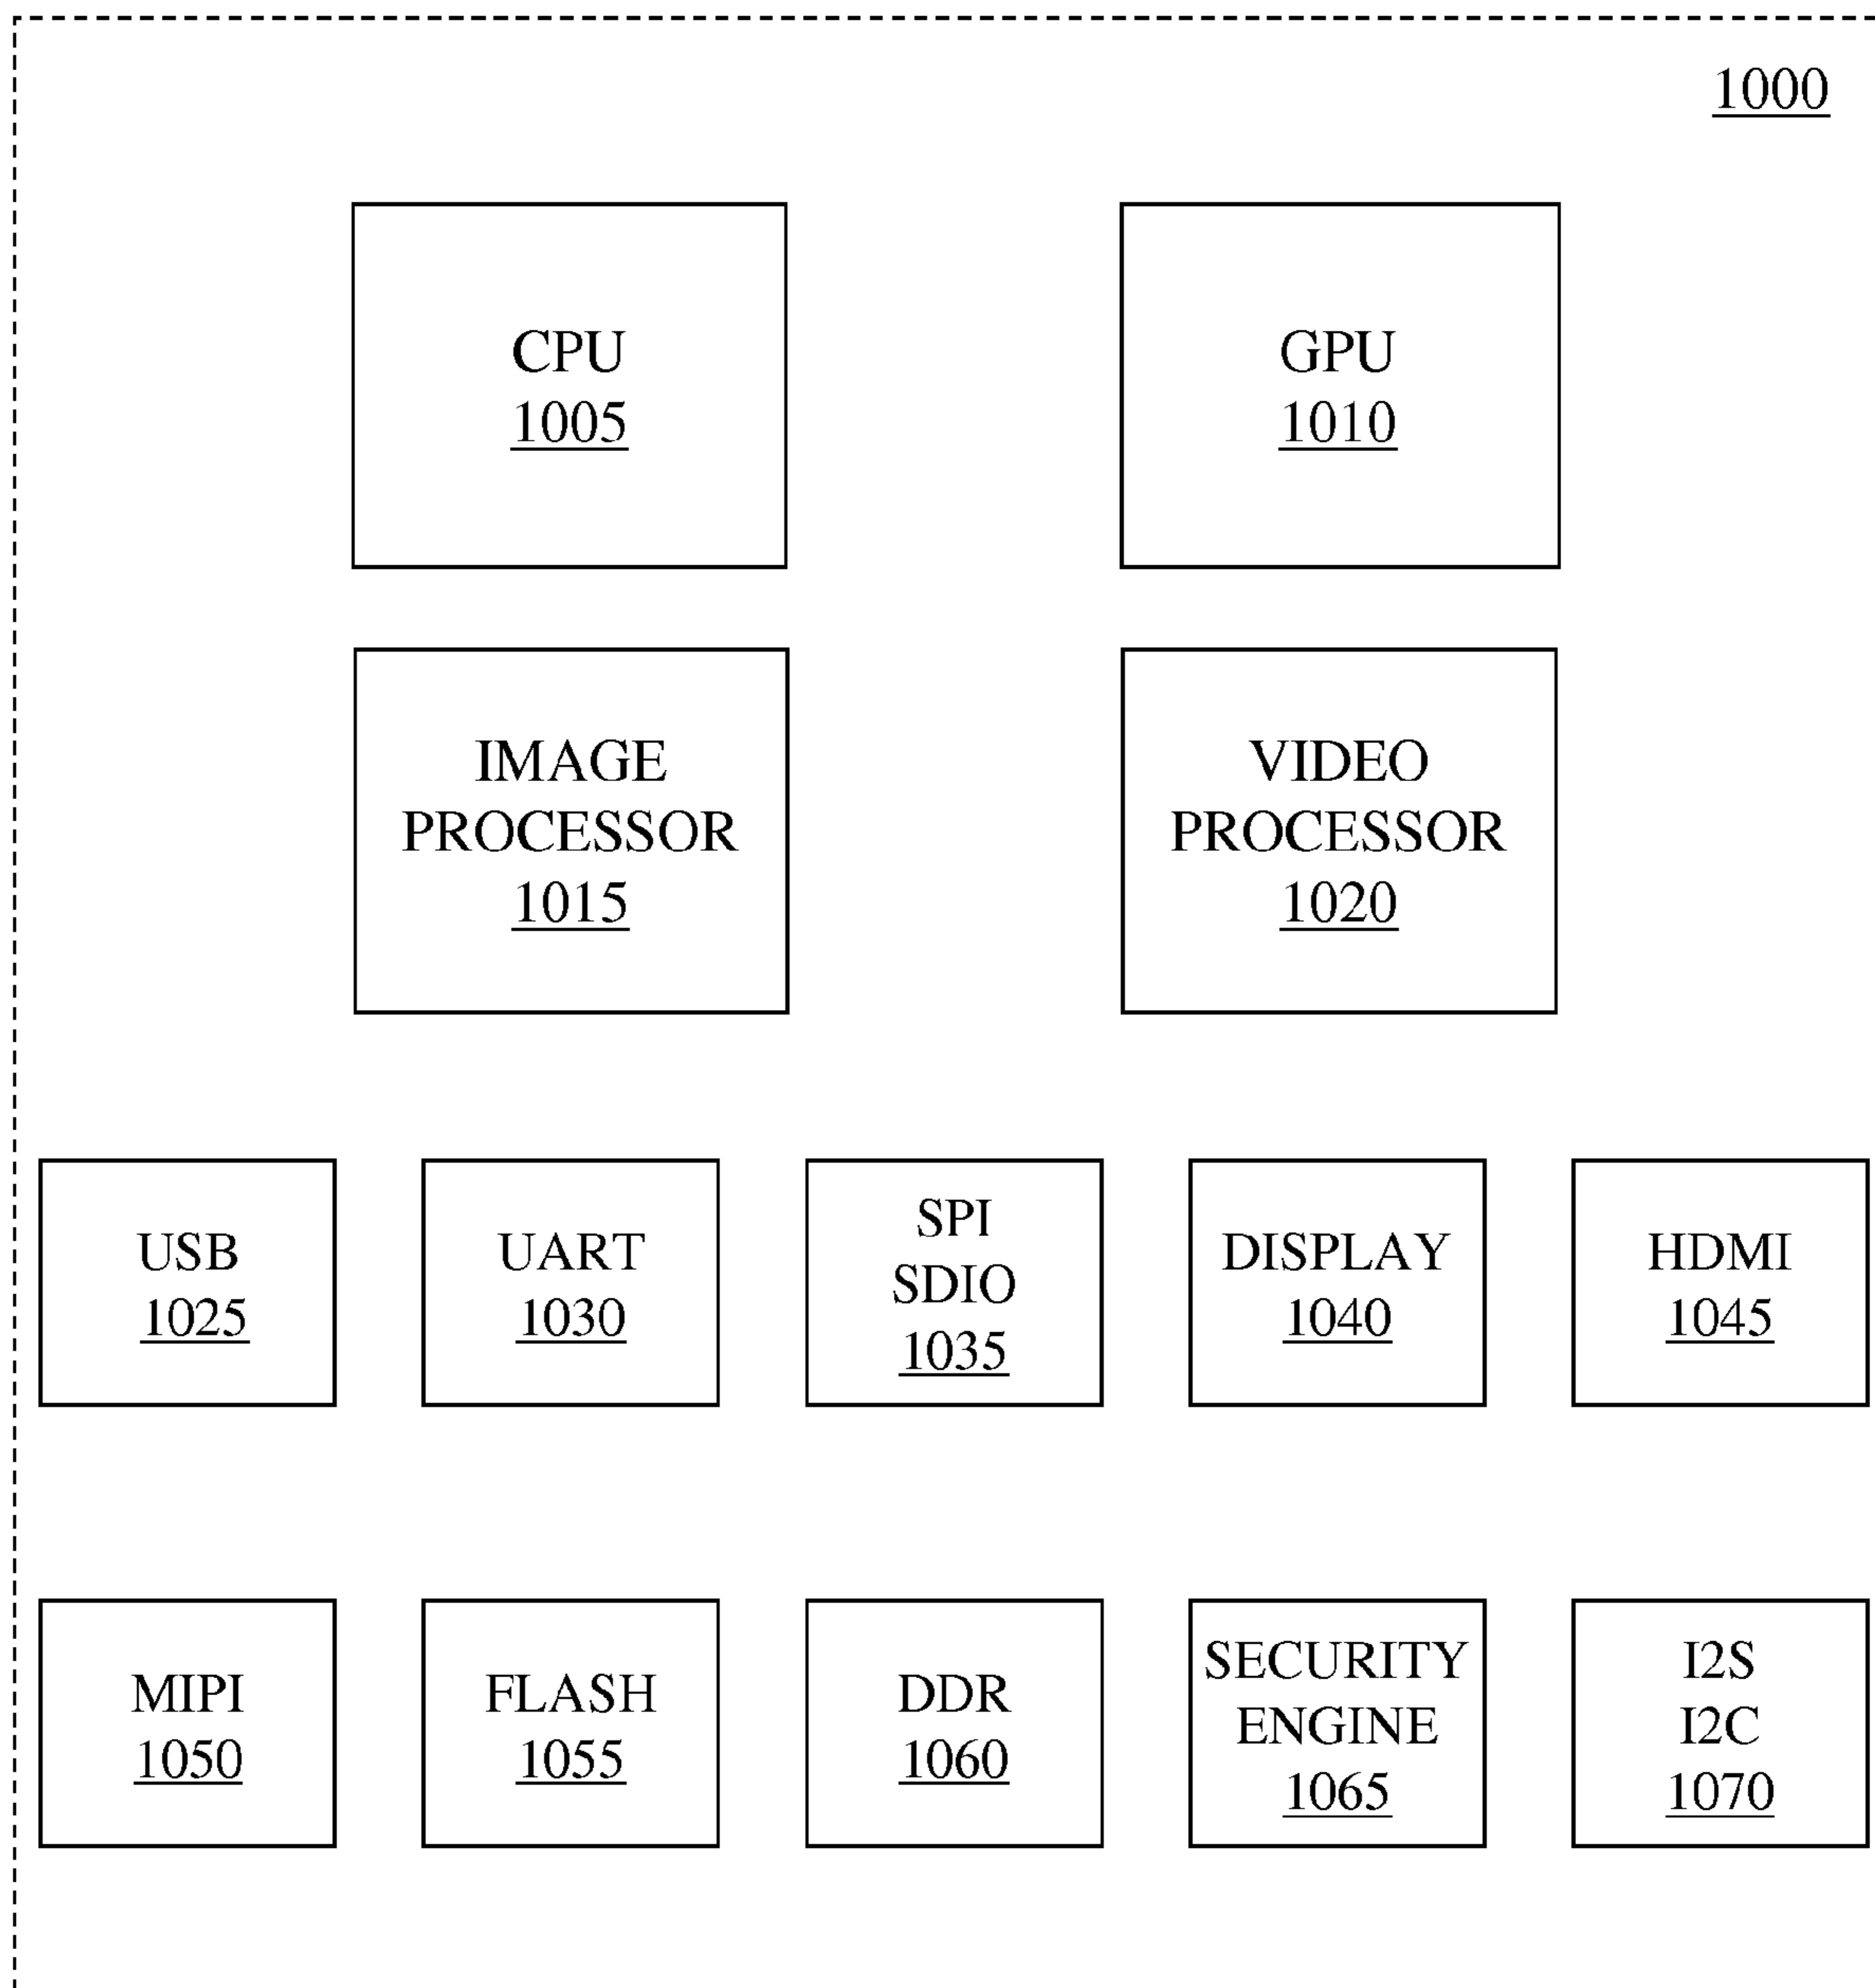 1000
CPU
1005
GPU
1010
IMAGE
PROCESSOR
1015
VIDEO
PROCESSOR
1020
USB
1025
UART
1030
SPI
SDIO
1035
DISPLAY
1040
HDMI
1045
MIPI
1050
FLASH
1055
DDR
1060
SECURITY
ENGINE
1065
I2S
I2C
1070